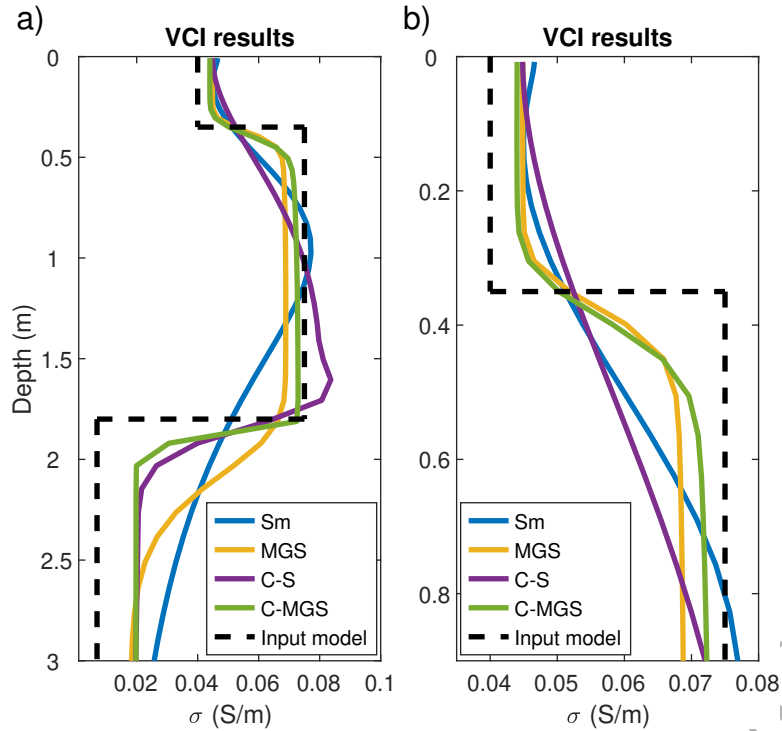 a)
VCI results
0
0.5
1
1.5
2
2.5
3
Depth (m)
0.02
0.04
0.06
0.08
0.1
σ (S/m)
Sm
MGS
C-S
C-MGS
Input model
b)
VCI results
0
0.2
0.4
0.6
0.8
0.04
0.05
0.06
0.07
0.08
σ (S/m)
Sm
MGS
C-S
C-MGS
Input model